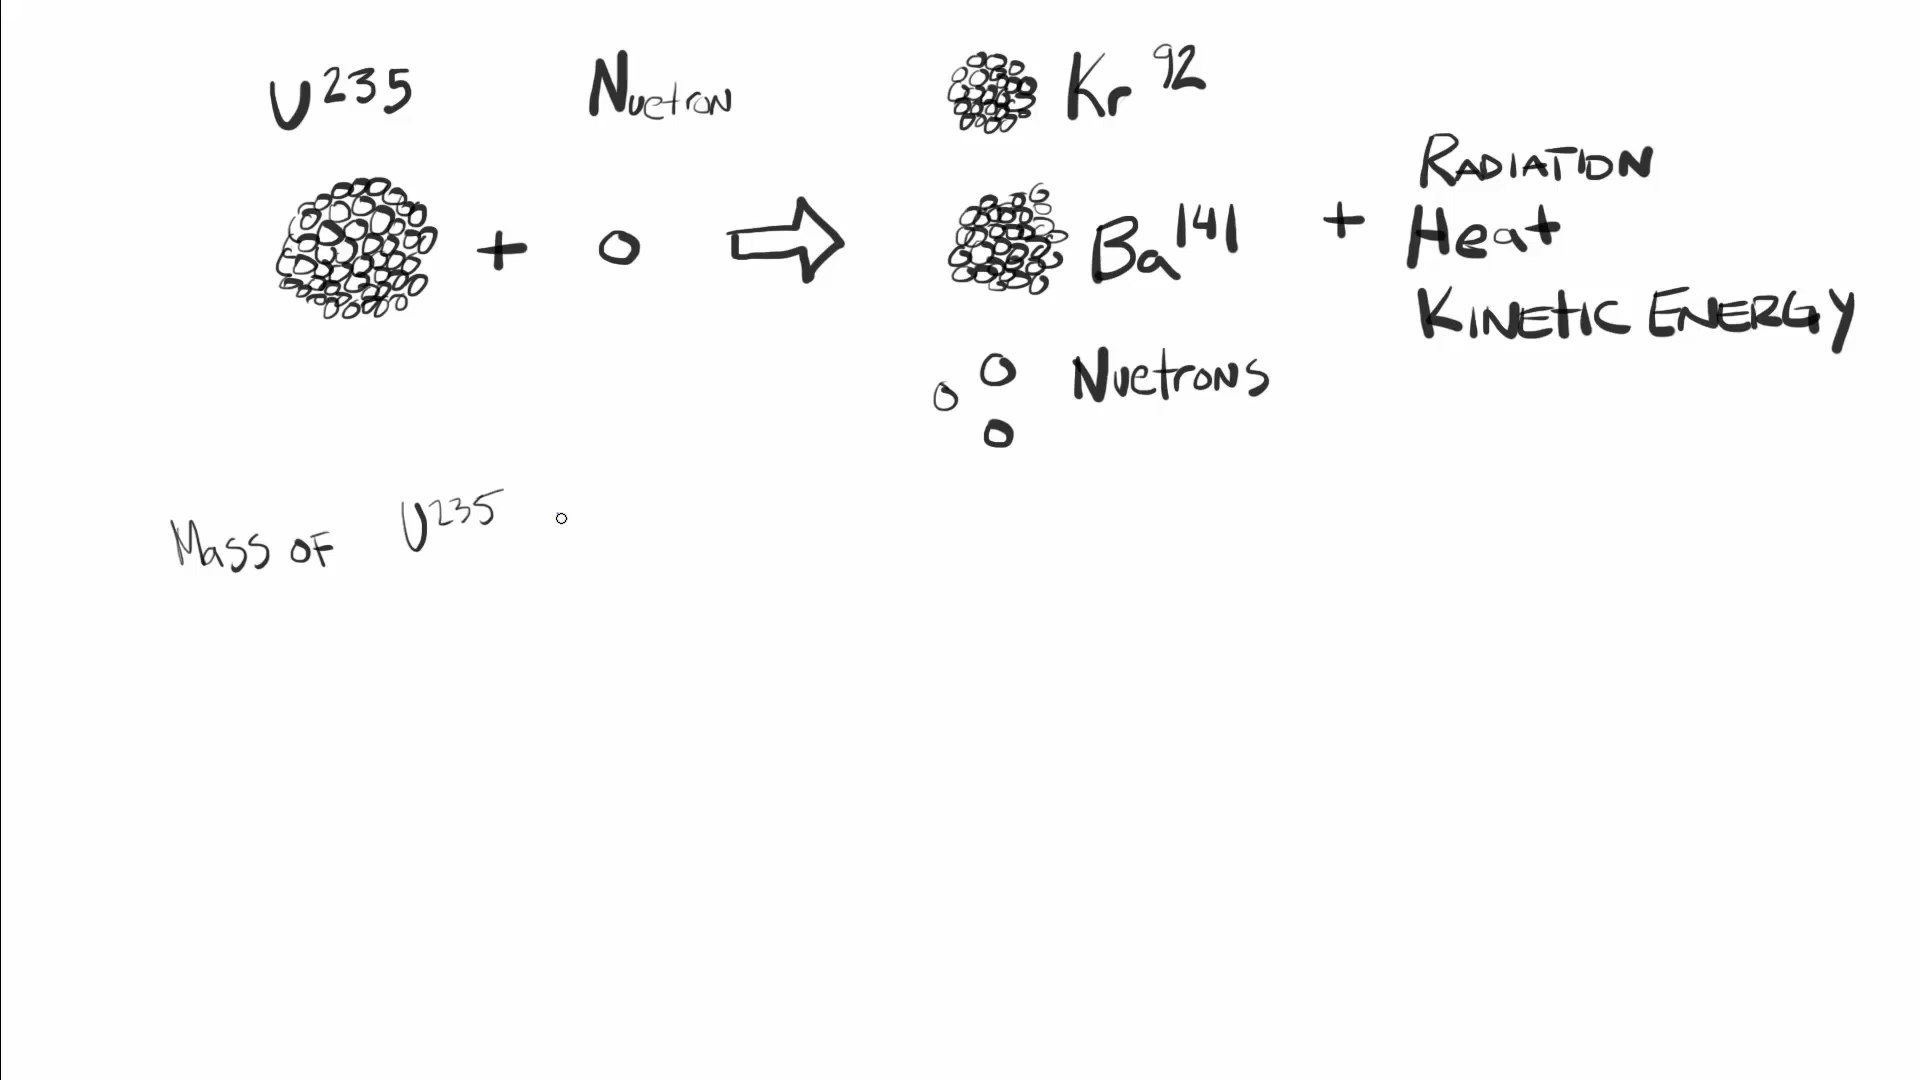 U235
Nuetron
Kr 92
Ba141
+
Radiation
Heat
Kinetic Energy
+
Nuetrons
Mass of U235